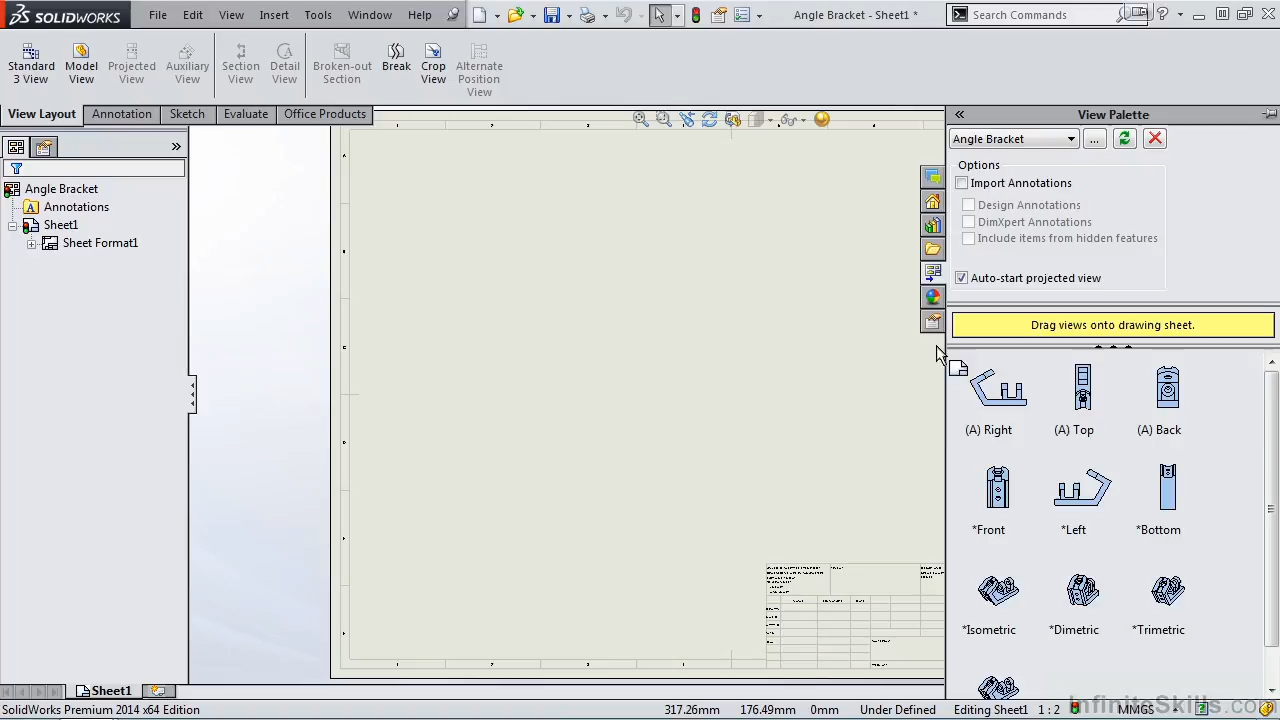 SOLIDWORKS File Edit View Insert Tools Window Help Angle Bracket - Sheet1 * Search Commands
Standard 3 View
Model View
Projected View
Auxiliary View
Section View
Detail View
Broken-out Section
Break
Crop View
Alternate Position View
View Layout Annotation Sketch Evaluate Office Products
View Palette
Angle Bracket
...
Options
Import Annotations
Design Annotations
DimXpert Annotations
Include items from hidden features
Auto-start projected view
Drag views onto drawing sheet.
Angle Bracket
Annotations
Sheet1
Sheet Format1
(A) Right (A) Top (A) Back
*Front *Left *Bottom
*Isometric *Dimetric *Trimetric
Sheet1
InfiniteSkills.com
SolidWorks Premium 2014 x64 Edition 317.26mm 176.49mm 0mm Under Defined Editing Sheet1 1 : 2 MMGS